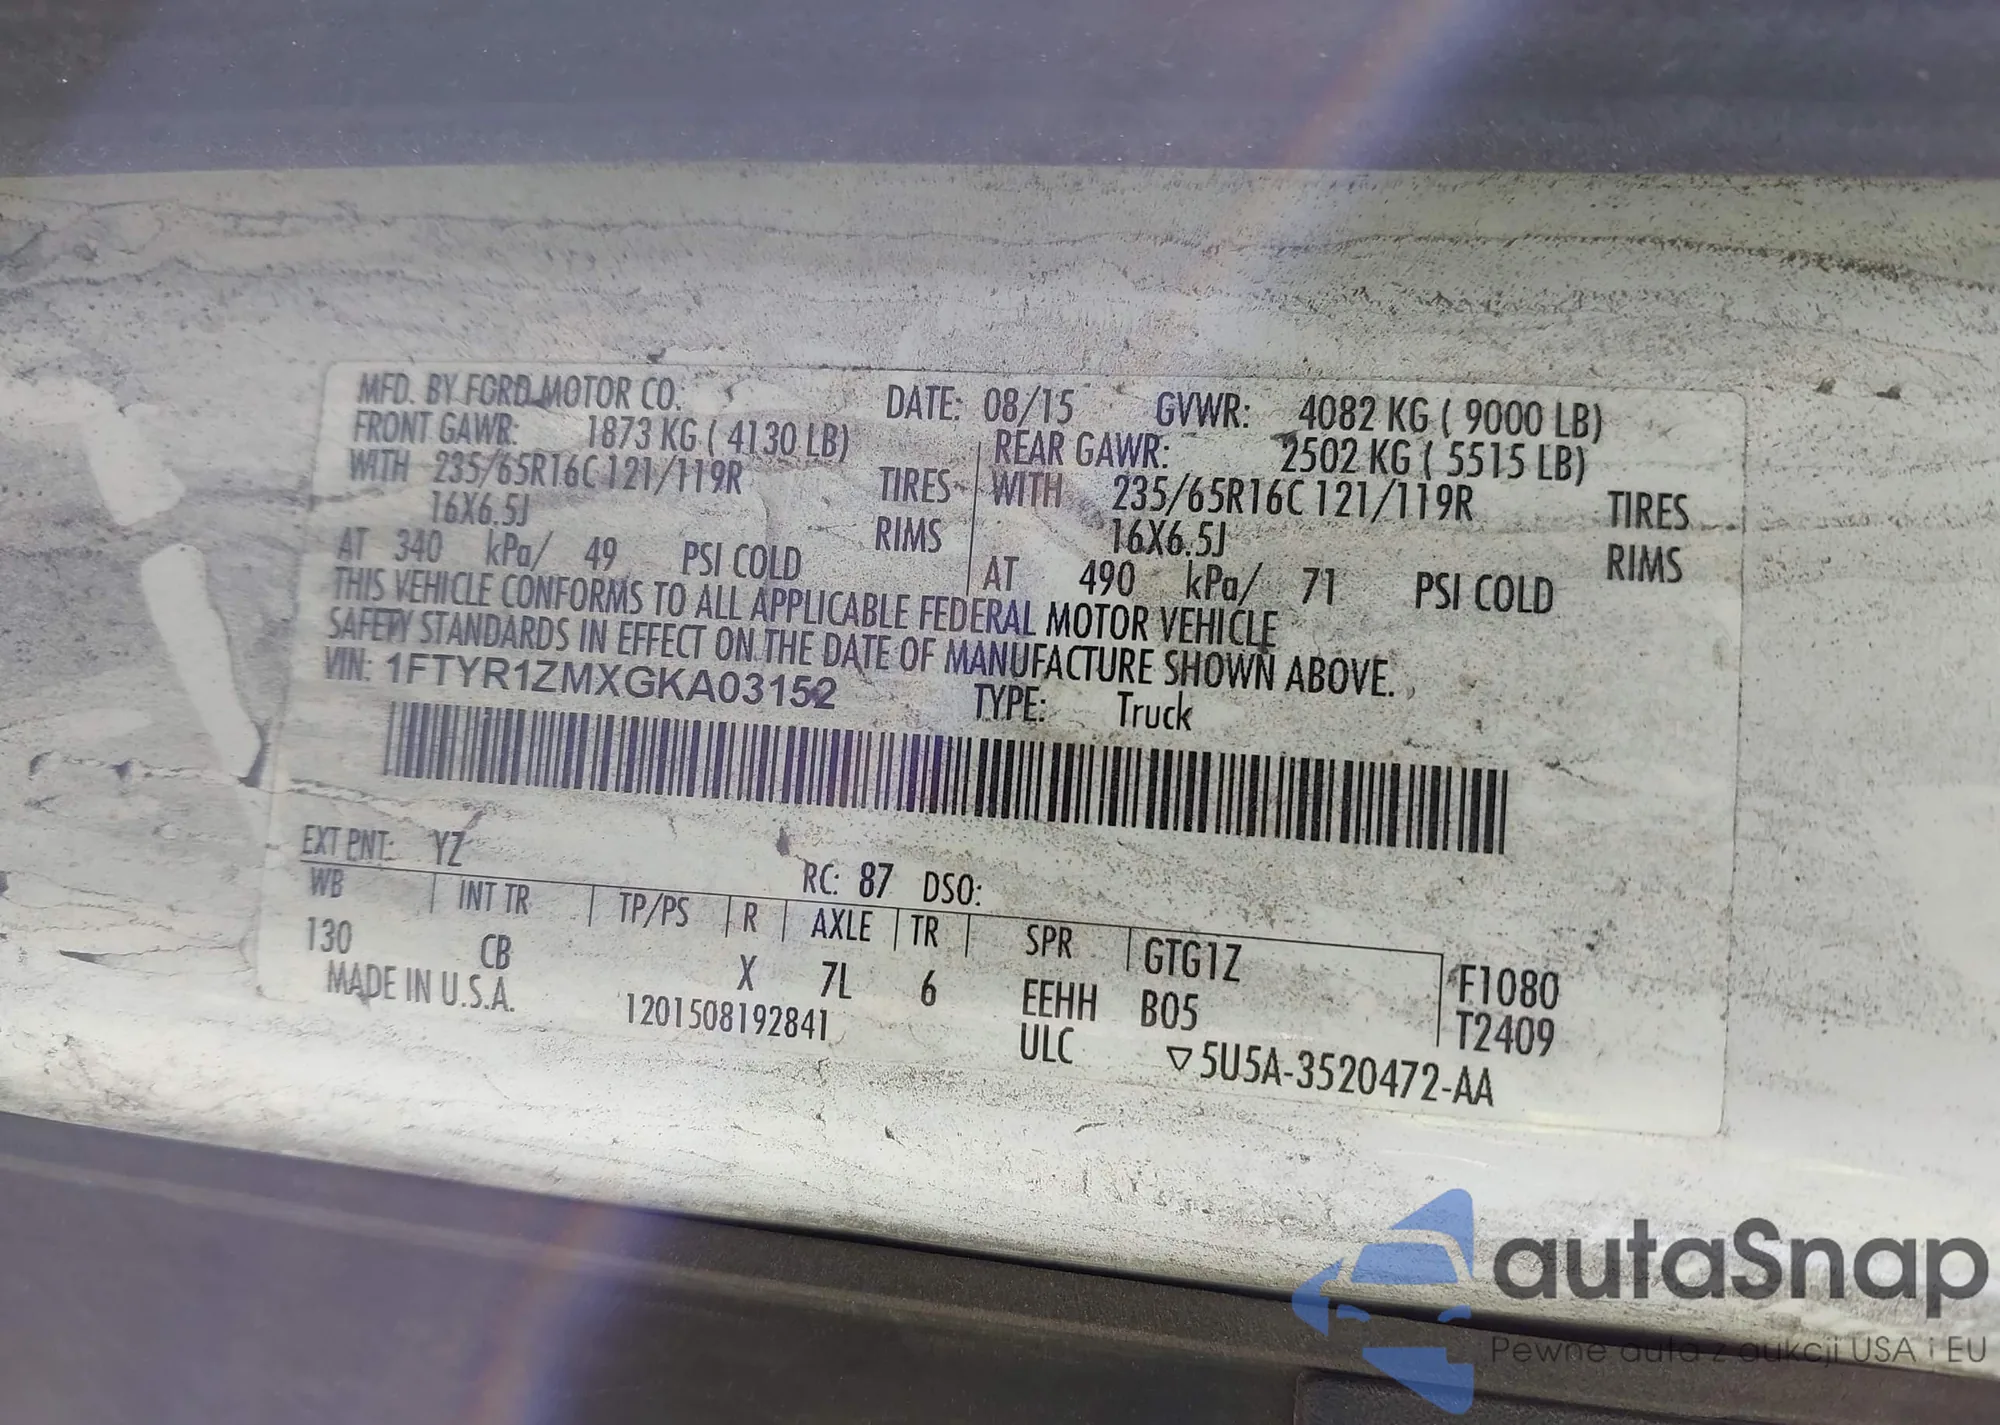 MFD. BY FORD MOTOR CO. DATE: 08/15 GVWR: 4082 KG ( 9000 LB)
FRONT GAWR: 1873 KG ( 4130 LB) REAR GAWR: 2502 KG ( 5515 LB)
WITH 235/65R16C 121/119R TIRES WITH 235/65R16C 121/119R TIRES
16X6.5J RIMS 16X6.5J RIMS
AT 340 kPa/ 49 PSI COLD AT 490 kPa/ 71 PSI COLD
THIS VEHICLE CONFORMS TO ALL APPLICABLE FEDERAL MOTOR VEHICLE
SAFETY STANDARDS IN EFFECT ON THE DATE OF MANUFACTURE SHOWN ABOVE.
VIN: 1FTYR1ZMXGKA03152 TYPE: Truck
EXT PNT: YZ RC: 87 DSO:
WB INT TR TP/PS R AXLE TR SPR GTG1Z F1080
130 CB X 7L 6 EEHH B05 T2409
MADE IN U.S.A. 1201508192841 ULC ▽5U5A-3520472-AA
autaSnap
Pewne auta z aukcji USA i EU